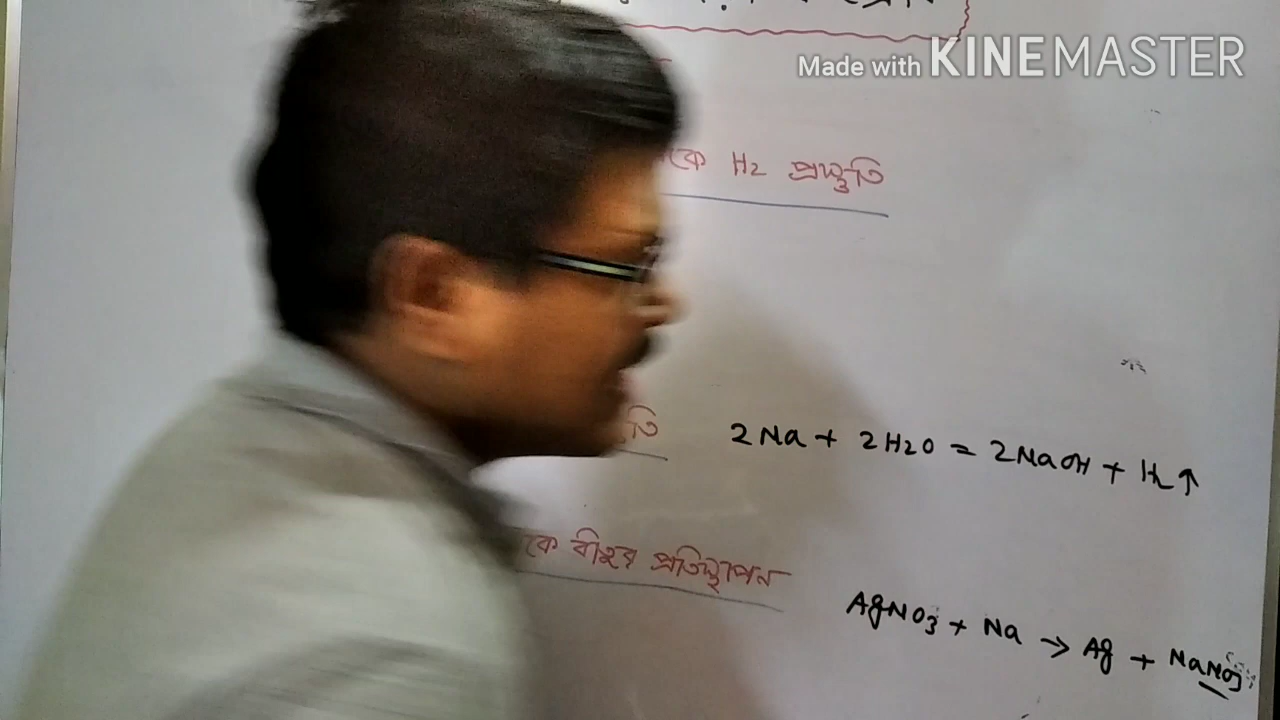 Made with KINEMASTER
H2 প্রস্তুতি
2Na + 2H2O = 2NaOH + H2↑
কে ধাতুর প্রতিস্থাপন
AgNO3 + Na → Ag + NaNO3